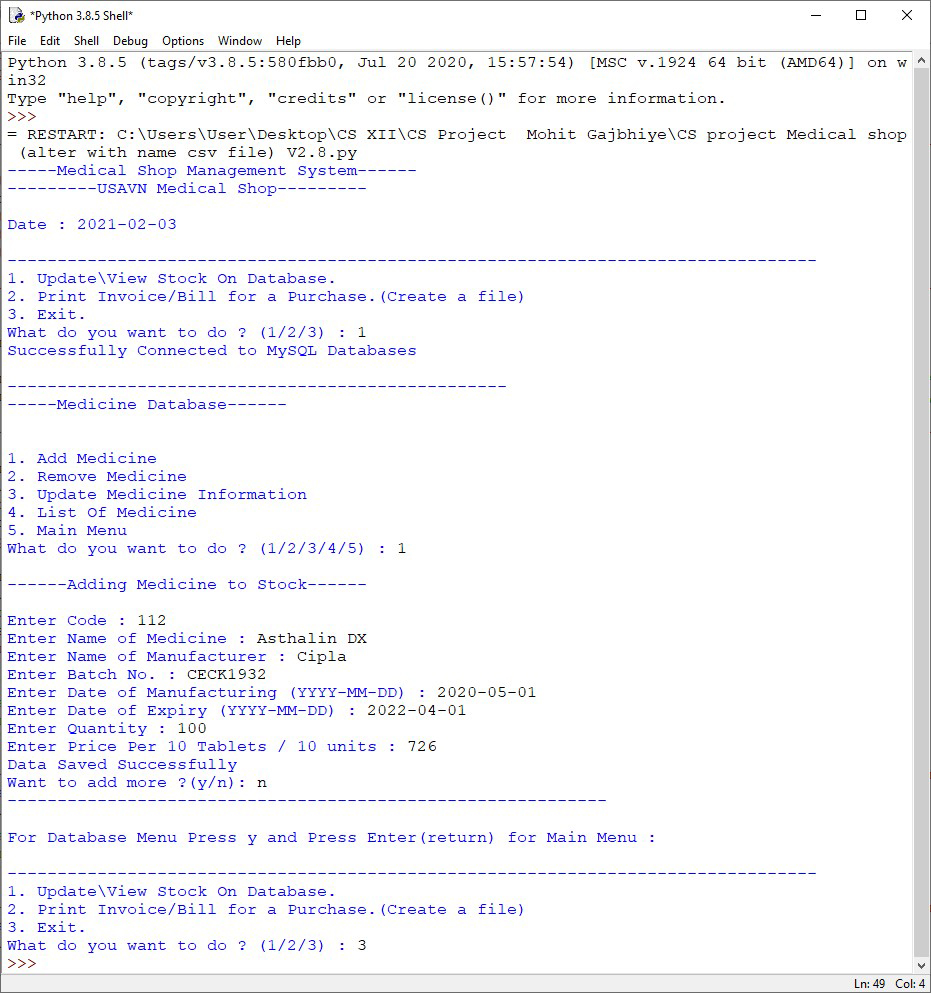 *Python 3.8.5 Shell*
File Edit Shell Debug Options Window Help
Python 3.8.5 (tags/v3.8.5:580fbb0, Jul 20 2020, 15:57:54) [MSC v.1924 64 bit (AMD64)] on w
in32
Type "help", "copyright", "credits" or "license()" for more information.
>>>
= RESTART: C:\Users\User\Desktop\CS XII\CS Project  Mohit Gajbhiye\CS project Medical shop
 (alter with name csv file) V2.8.py
-----Medical Shop Management System------
---------USAVN Medical Shop---------
Date : 2021-02-03
---------------------------------------------------------------------------------
1. Update\View Stock On Database.
2. Print Invoice/Bill for a Purchase.(Create a file)
3. Exit.
What do you want to do ? (1/2/3) : 1
Successfully Connected to MySQL Databases
--------------------------------------------------
-----Medicine Database------
1. Add Medicine
2. Remove Medicine
3. Update Medicine Information
4. List Of Medicine
5. Main Menu
What do you want to do ? (1/2/3/4/5) : 1
------Adding Medicine to Stock------
Enter Code : 112
Enter Name of Medicine : Asthalin DX
Enter Name of Manufacturer : Cipla
Enter Batch No. : CECK1932
Enter Date of Manufacturing (YYYY-MM-DD) : 2020-05-01
Enter Date of Expiry (YYYY-MM-DD) : 2022-04-01
Enter Quantity : 100
Enter Price Per 10 Tablets / 10 units : 726
Data Saved Successfully
Want to add more ?(y/n): n
------------------------------------------------------------
For Database Menu Press y and Press Enter(return) for Main Menu :
---------------------------------------------------------------------------------
1. Update\View Stock On Database.
2. Print Invoice/Bill for a Purchase.(Create a file)
3. Exit.
What do you want to do ? (1/2/3) : 3
>>>
Ln: 49 Col: 4